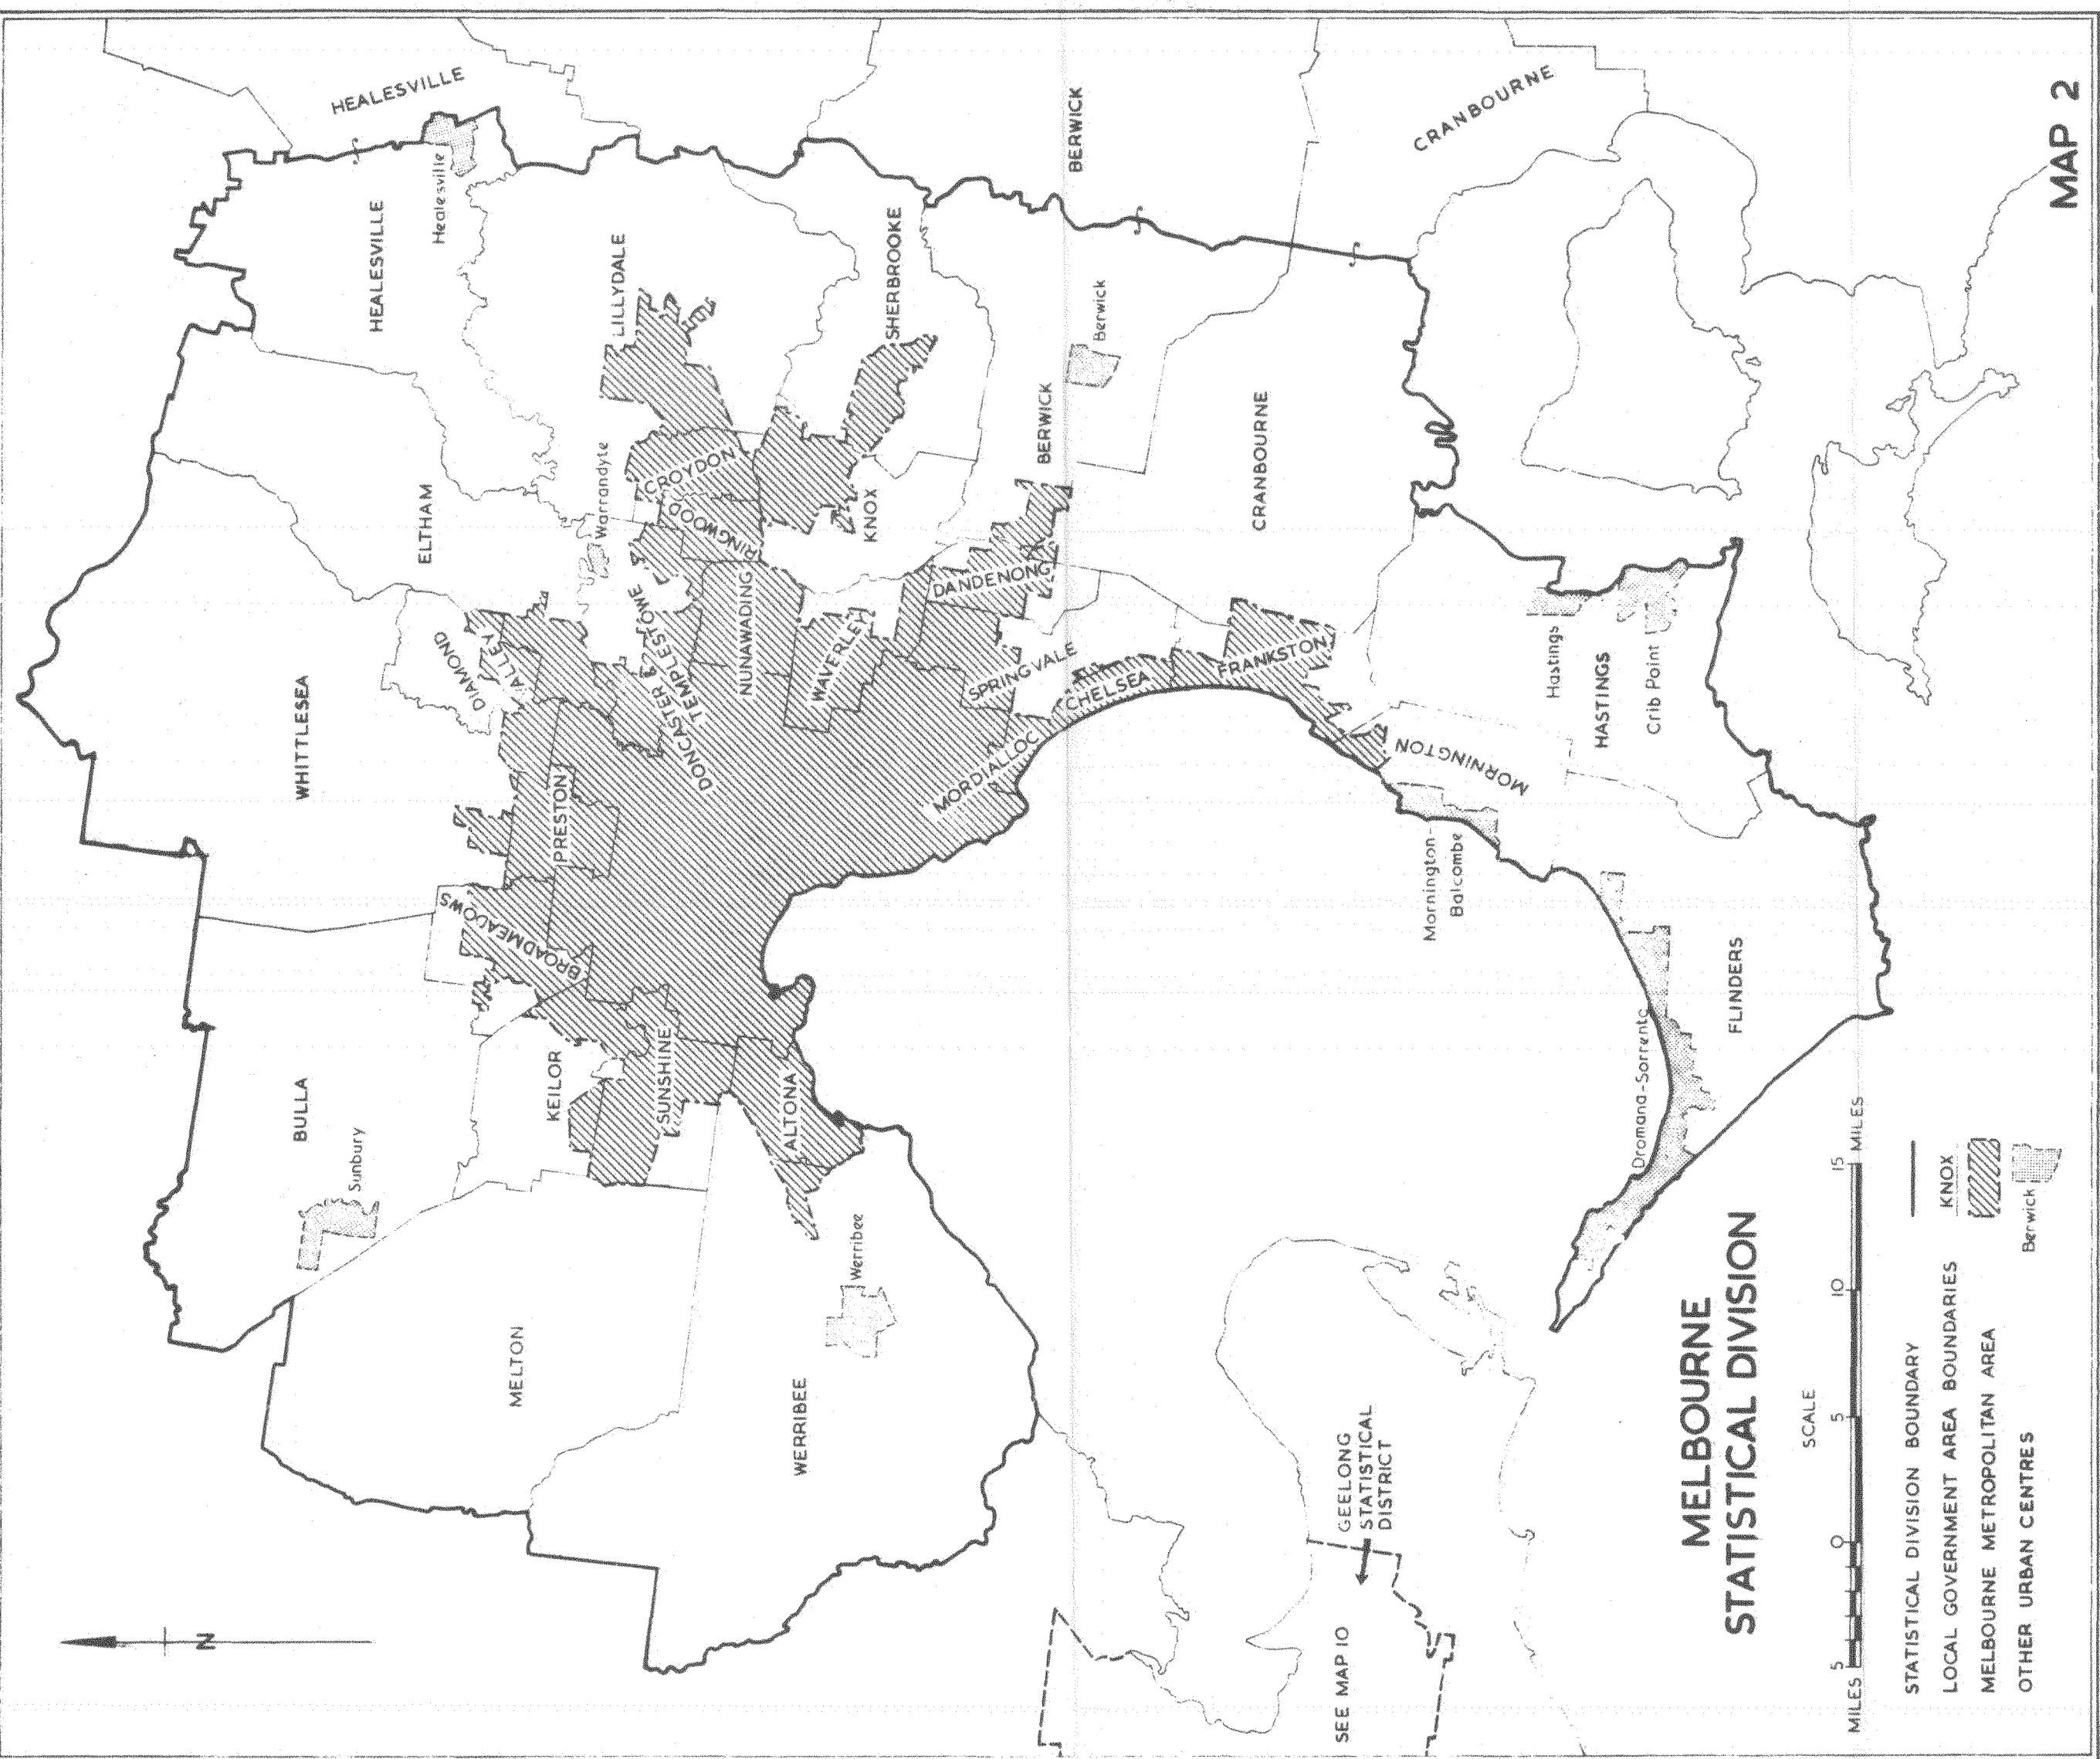 HEALESVILLE
HEALESVILLE
Healesville
LILLYDALE
SHERBROOKE
BERWICK
CRANBOURNE
WHITTLESEA
ELTHAM
Warrandyte
CROYDON
RINGWOOD
KNOX
BERWICK
Berwick
CRANBOURNE
DIAMOND
VALLEY
DONCASTER &
TEMPLESTOWE
NUNAWADING
WAVERLEY
DANDENONG
SPRINGVALE
CHELSEA
FRANKSTON
MORDIALLOC
PRESTON
BROADMEADOWS
BULLA
Sunbury
KEILOR
SUNSHINE
ALTONA
MELTON
WERRIBEE
Werribee
MORNINGTON
Mornington-
Balcombe
Hastings
HASTINGS
Crib Point
FLINDERS
Dromana-Sorrento
GEELONG
STATISTICAL
DISTRICT
SEE MAP 10
N
MELBOURNE
STATISTICAL DIVISION
SCALE
MILES 5 0 5 10 15 MILES
STATISTICAL DIVISION BOUNDARY
LOCAL GOVERNMENT AREA BOUNDARIES KNOX
MELBOURNE METROPOLITAN AREA
OTHER URBAN CENTRES Berwick
MAP 2